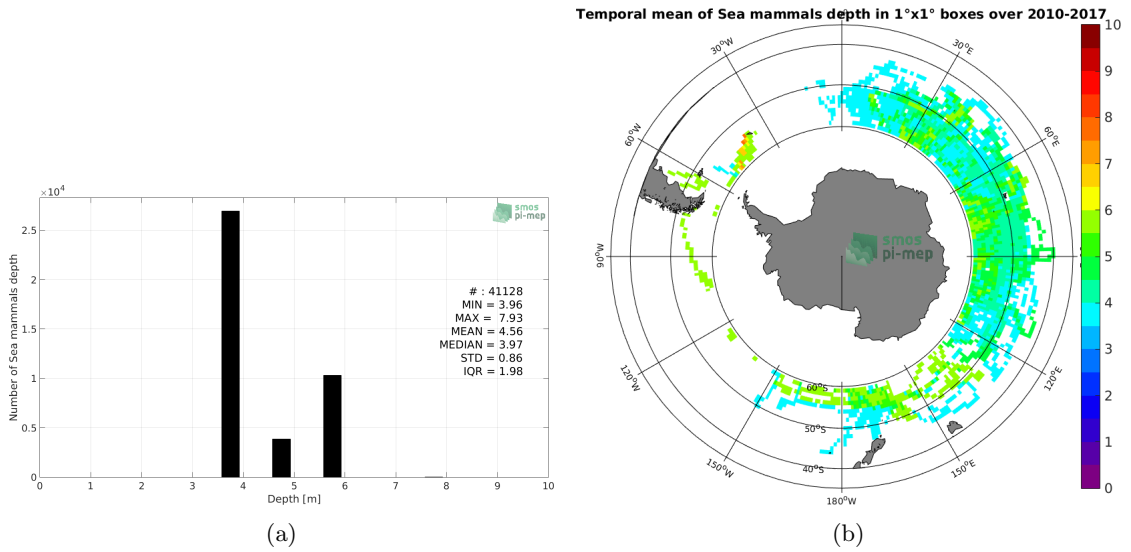 Temporal mean of Sea mammals depth in 1°x1° boxes over 2010-2017
×10⁴
Number of Sea mammals depth
2.5
2
1.5
1
0.5
0
0 1 2 3 4 5 6 7 8 9 10
Depth [m]
smos
pi-mep
# : 41128
MIN = 3.96
MAX = 7.93
MEAN = 4.56
MEDIAN = 3.97
STD = 0.86
IQR = 1.98
(a)
30°W
30°E
60°W
60°E
90°W
120°W
120°E
150°W
150°E
180°W
60°S
50°S
40°S
smos
pi-mep
10
9
8
7
6
5
4
3
2
1
0
(b)